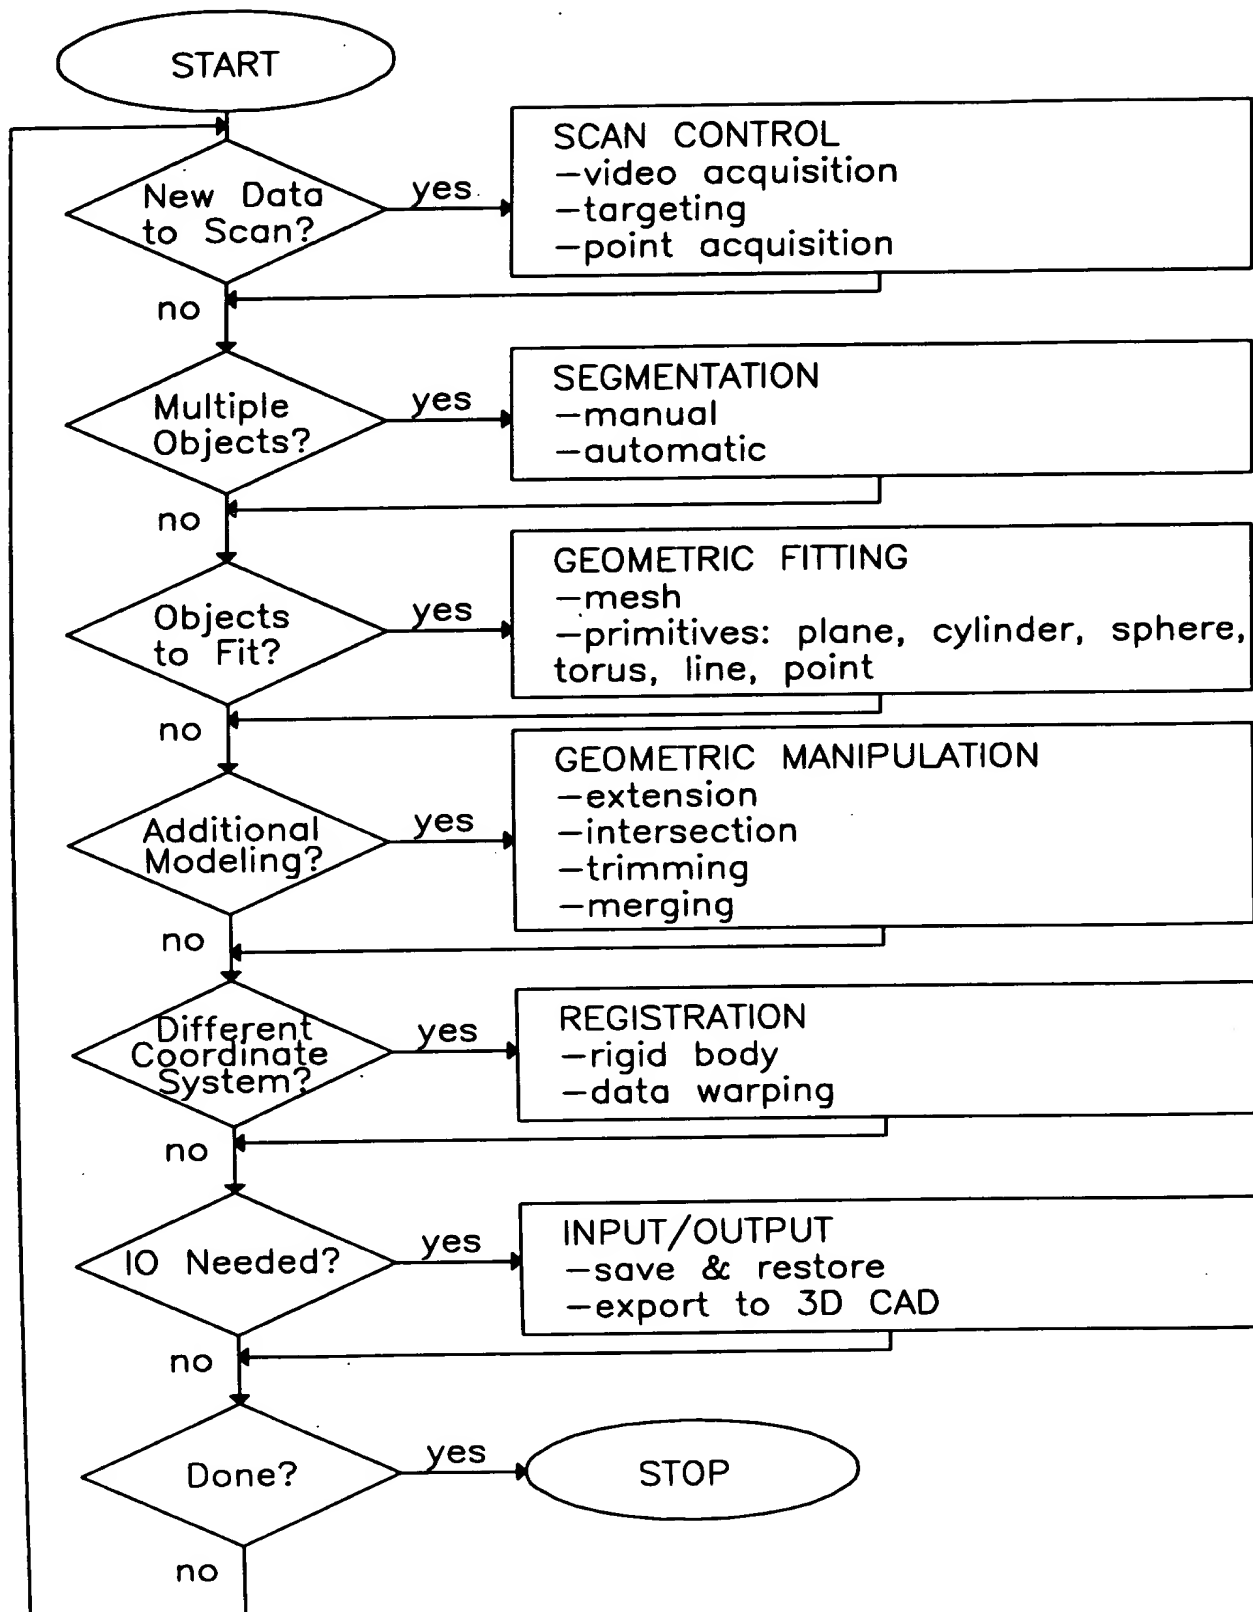 START
New Data
to Scan?
yes
SCAN CONTROL
–video acquisition
–targeting
–point acquisition
no
Multiple
Objects?
yes
SEGMENTATION
–manual
–automatic
no
Objects
to Fit?
yes
GEOMETRIC FITTING
–mesh
–primitives: plane, cylinder, sphere,
torus, line, point
no
Additional
Modeling?
yes
GEOMETRIC MANIPULATION
–extension
–intersection
–trimming
–merging
no
Different
Coordinate
System?
yes
REGISTRATION
–rigid body
–data warping
no
IO Needed?
yes
INPUT/OUTPUT
–save & restore
–export to 3D CAD
no
Done?
yes
STOP
no